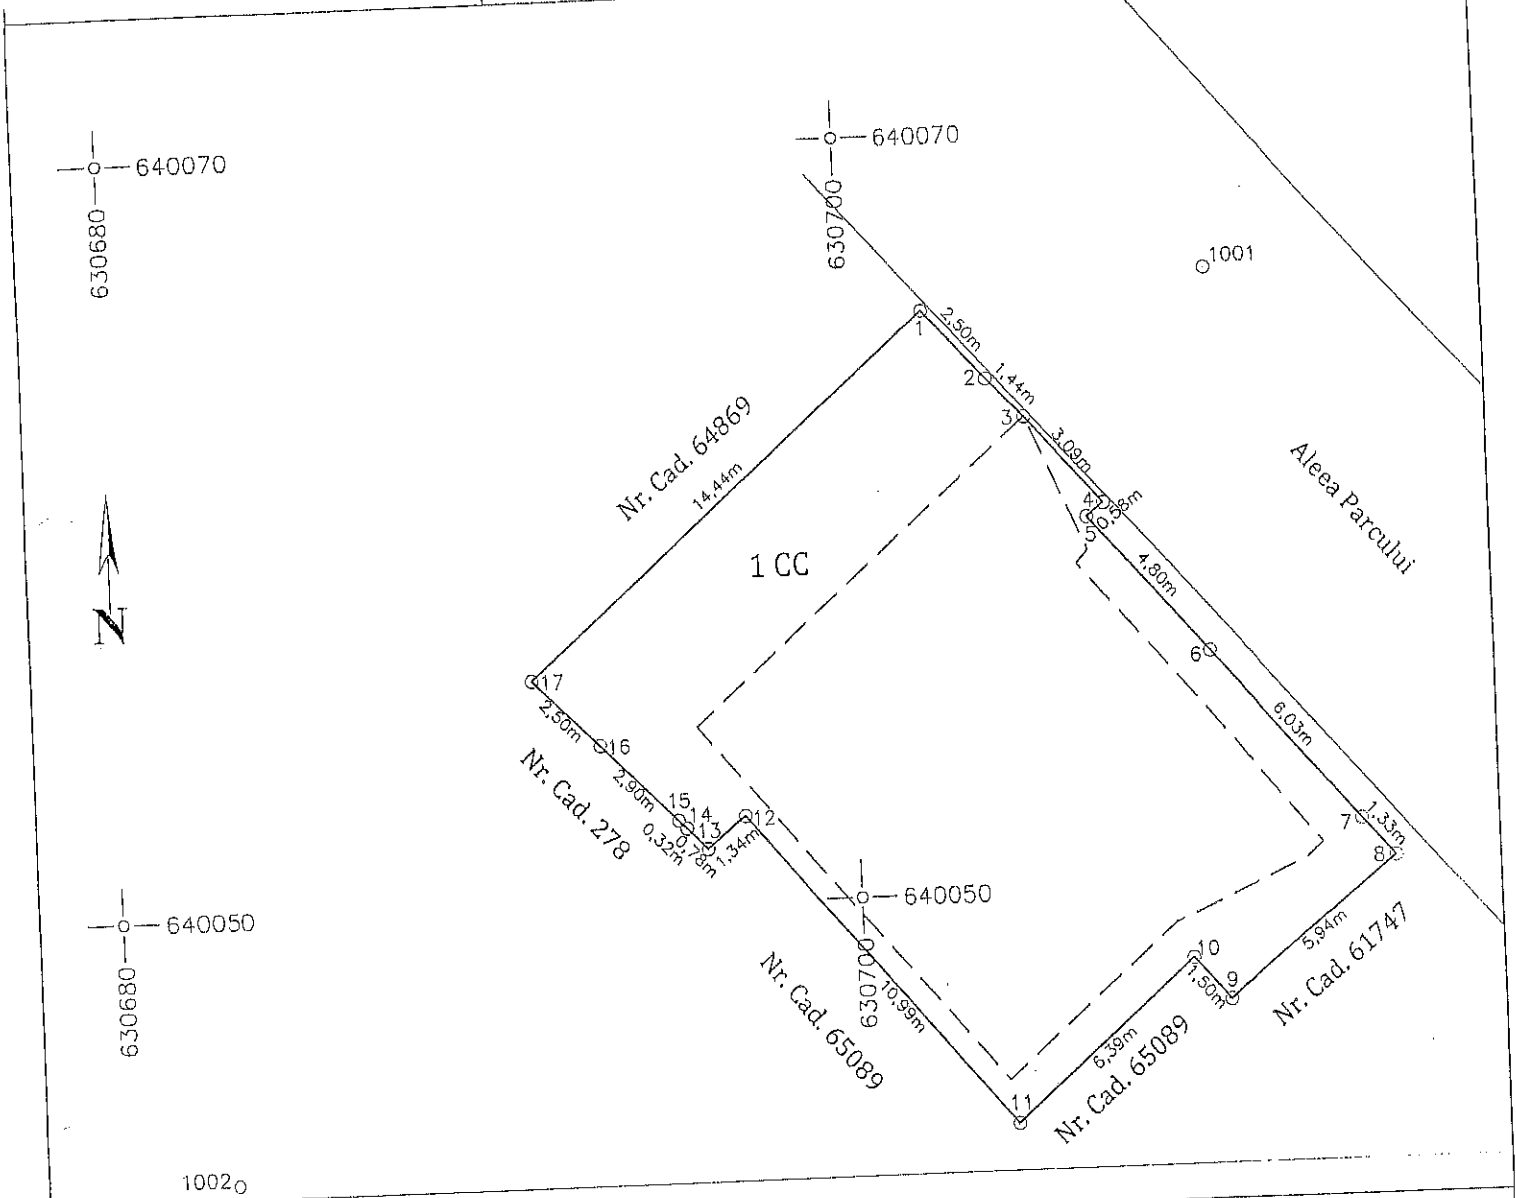 640070
640070
630680
630700
1001
1
2,50m
2
1,44m
3
3,09m
Nr. Cad. 64869
14,44m
Aleea Parcului
4
0,58m
5
1 CC
4,80m
N
6
17
2,50m
6,03m
16
Nr. Cad. 278
2,90m
15
14
13
12
0,32m
0,78m
1,34m
7
1,33m
8
640050
640050
630680
630700
Nr. Cad. 65089
10,99m
10
1,50m
9
5,94m
Nr. Cad. 61747
6,39m
Nr. Cad. 65089
11
1002